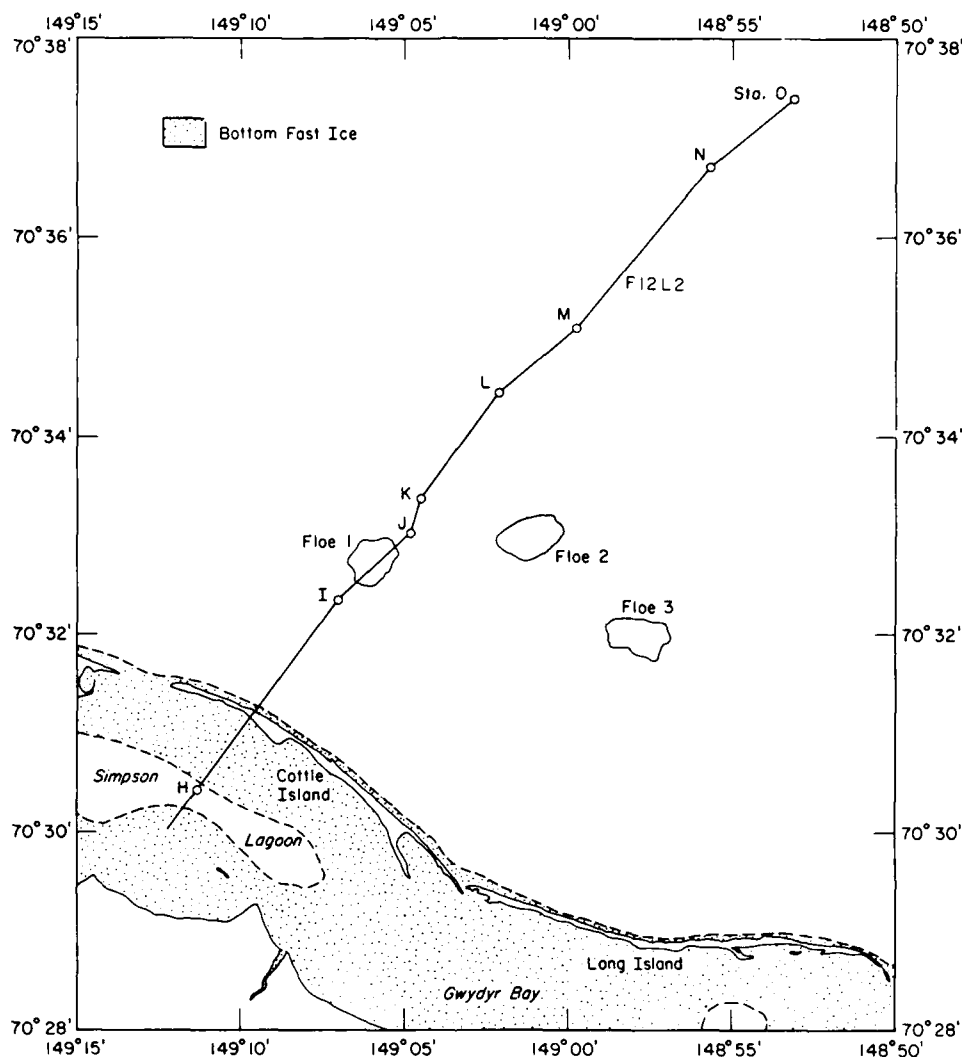 149°15' 149°10' 149°05' 149°00' 148°55' 148°50'
70°38' 70°38'
Sta. O
Bottom Fast Ice
N
70°36' 70°36'
F12L2
M
L
70°34' 70°34'
K
J
Floe 1
Floe 2
I
Floe 3
70°32' 70°32'
Simpson
H
Cottle
Island
70°30' 70°30'
Lagoon
Long Island
Gwydyr Bay
70°28' 70°28'
149°15' 149°10' 149°05' 149°00' 148°55' 148°50'